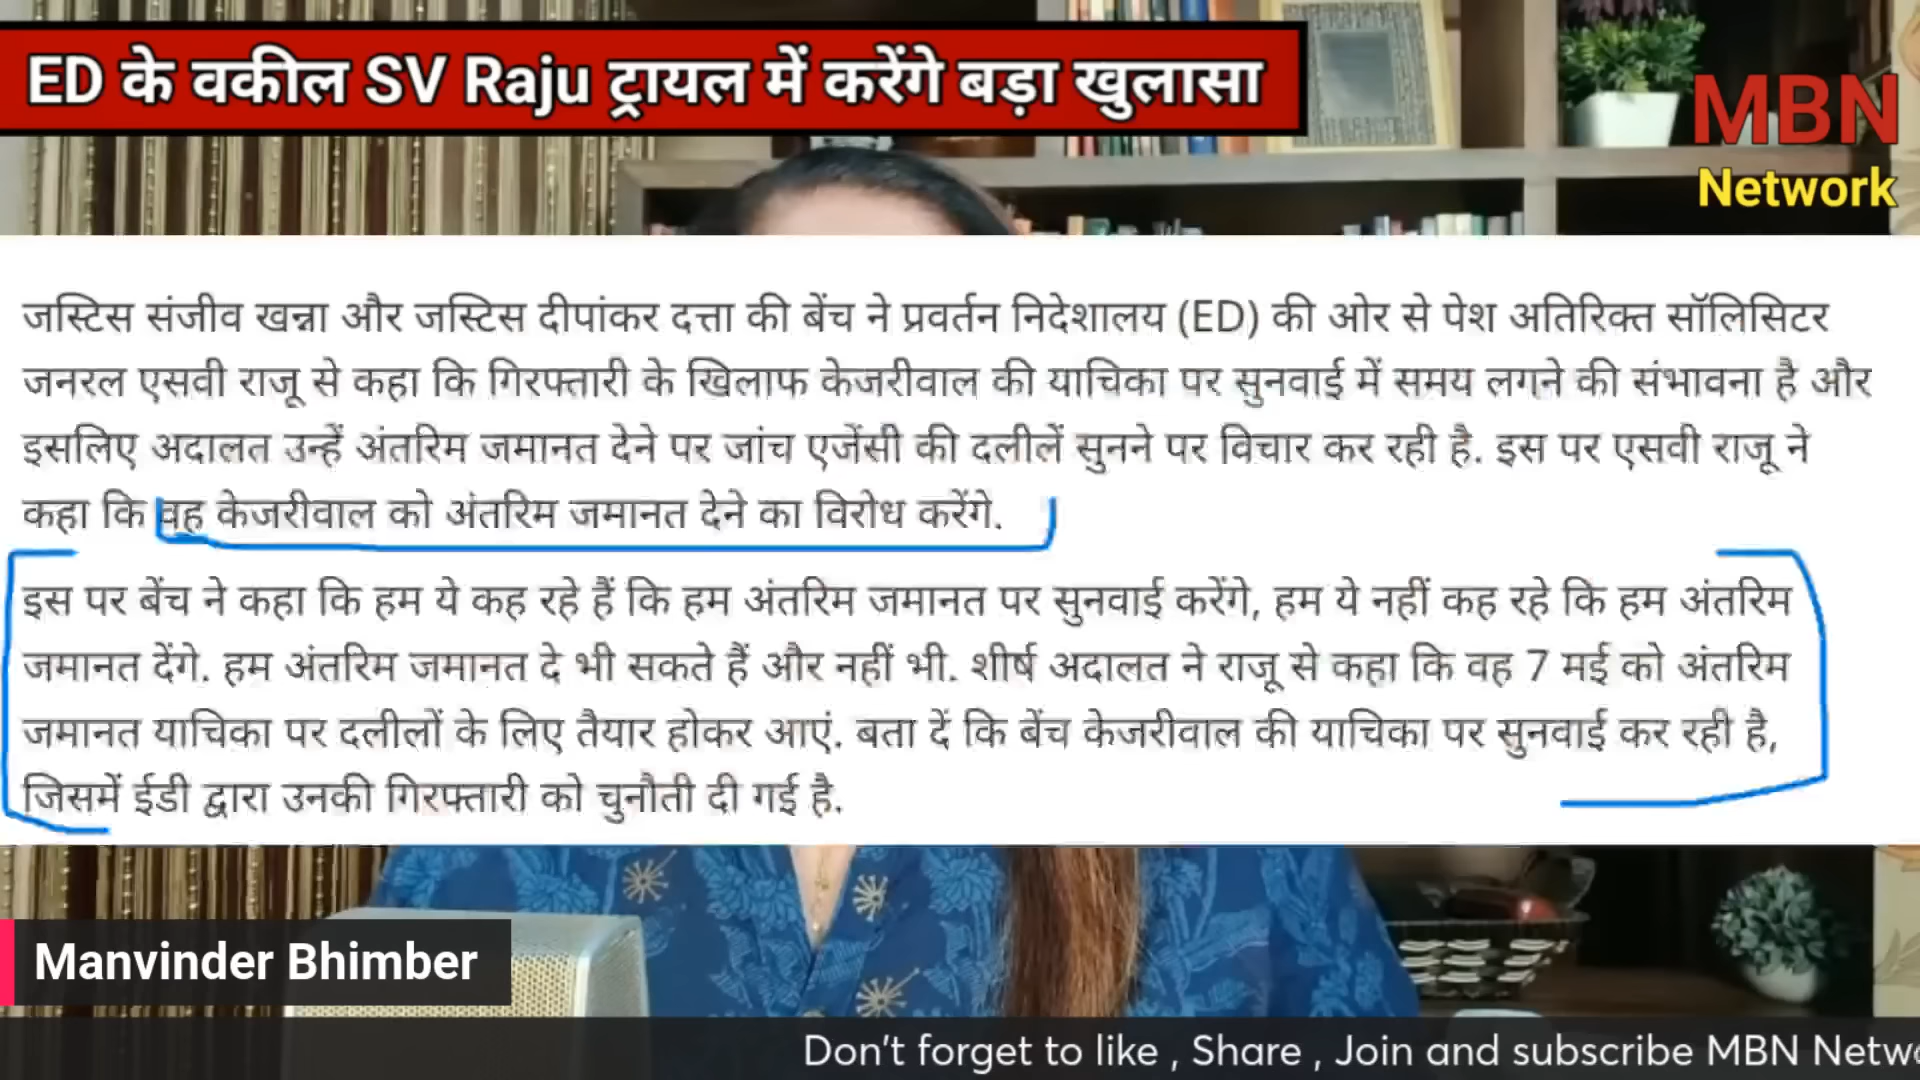 ED के वकील SV Raju ट्रायल में करेंगे बड़ा खुलासा
MBN
Network
जस्टिस संजीव खन्ना और जस्टिस दीपांकर दत्ता की बेंच ने प्रवर्तन निदेशालय (ED) की ओर से पेश अतिरिक्त सॉलिसिटर
जनरल एसवी राजू से कहा कि गिरफ्तारी के खिलाफ केजरीवाल की याचिका पर सुनवाई में समय लगने की संभावना है और
इसलिए अदालत उन्हें अंतरिम जमानत देने पर जांच एजेंसी की दलीलें सुनने पर विचार कर रही है. इस पर एसवी राजू ने
कहा कि वह केजरीवाल को अंतरिम जमानत देने का विरोध करेंगे.
इस पर बेंच ने कहा कि हम ये कह रहे हैं कि हम अंतरिम जमानत पर सुनवाई करेंगे, हम ये नहीं कह रहे कि हम अंतरिम
जमानत देंगे. हम अंतरिम जमानत दे भी सकते हैं और नहीं भी. शीर्ष अदालत ने राजू से कहा कि वह 7 मई को अंतरिम
जमानत याचिका पर दलीलों के लिए तैयार होकर आएं. बता दें कि बेंच केजरीवाल की याचिका पर सुनवाई कर रही है,
जिसमें ईडी द्वारा उनकी गिरफ्तारी को चुनौती दी गई है.
Manvinder Bhimber
Don't forget to like , Share , Join and subscribe MBN